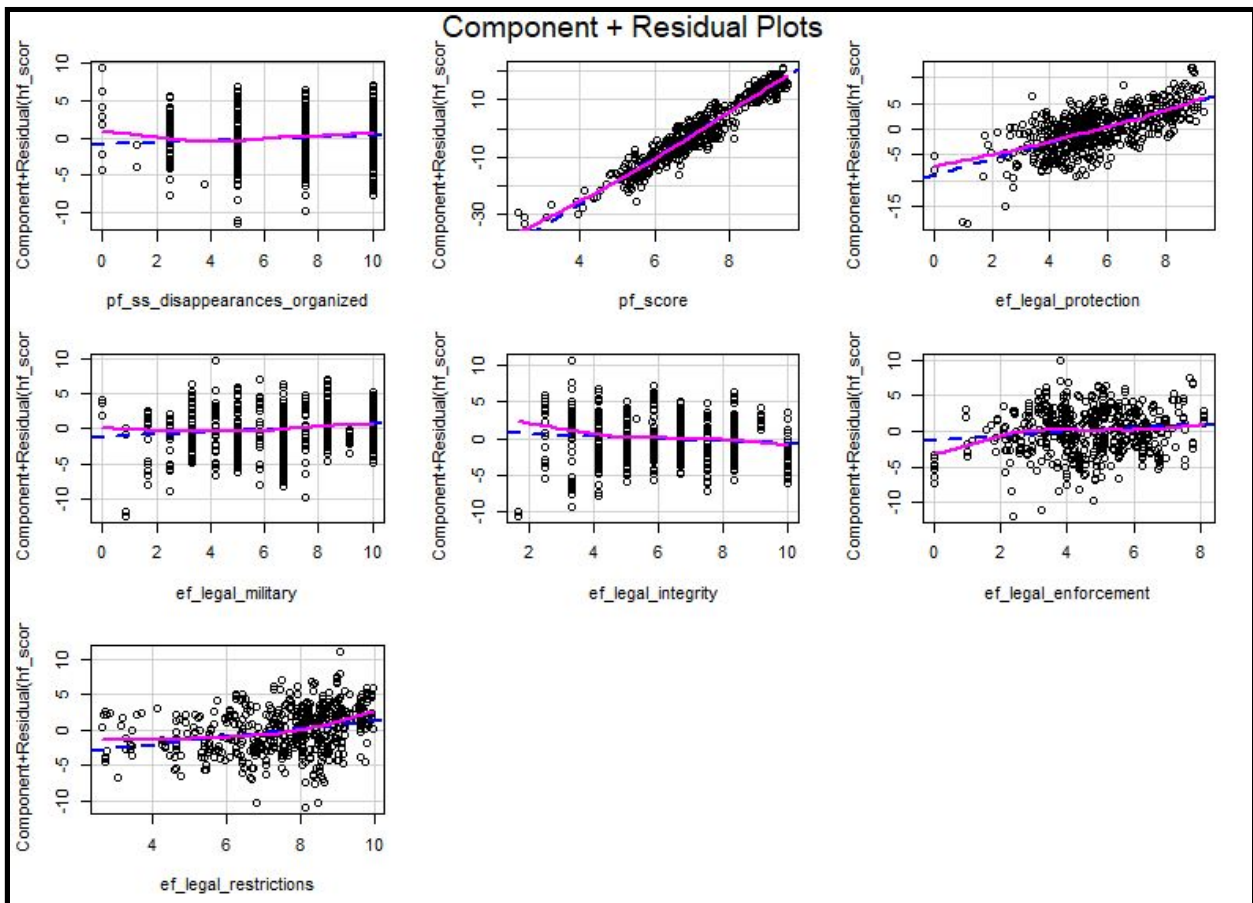 Component + Residual Plots
Component+Residual(hf_scor
10
5
0
-5
-10
0 2 4 6 8 10
pf_ss_disappearances_organized
Component+Residual(hf_scor
10
-10
-30
4 6 8
pf_score
Component+Residual(hf_scor
5
0
-5
-15
0 2 4 6 8
ef_legal_protection
Component+Residual(hf_scor
10
5
0
-5
-10
0 2 4 6 8 10
ef_legal_military
Component+Residual(hf_scor
10
5
0
-5
-10
2 4 6 8 10
ef_legal_integrity
Component+Residual(hf_scor
10
5
0
-5
-10
0 2 4 6 8
ef_legal_enforcement
Component+Residual(hf_scor
10
5
0
-5
-10
4 6 8 10
ef_legal_restrictions